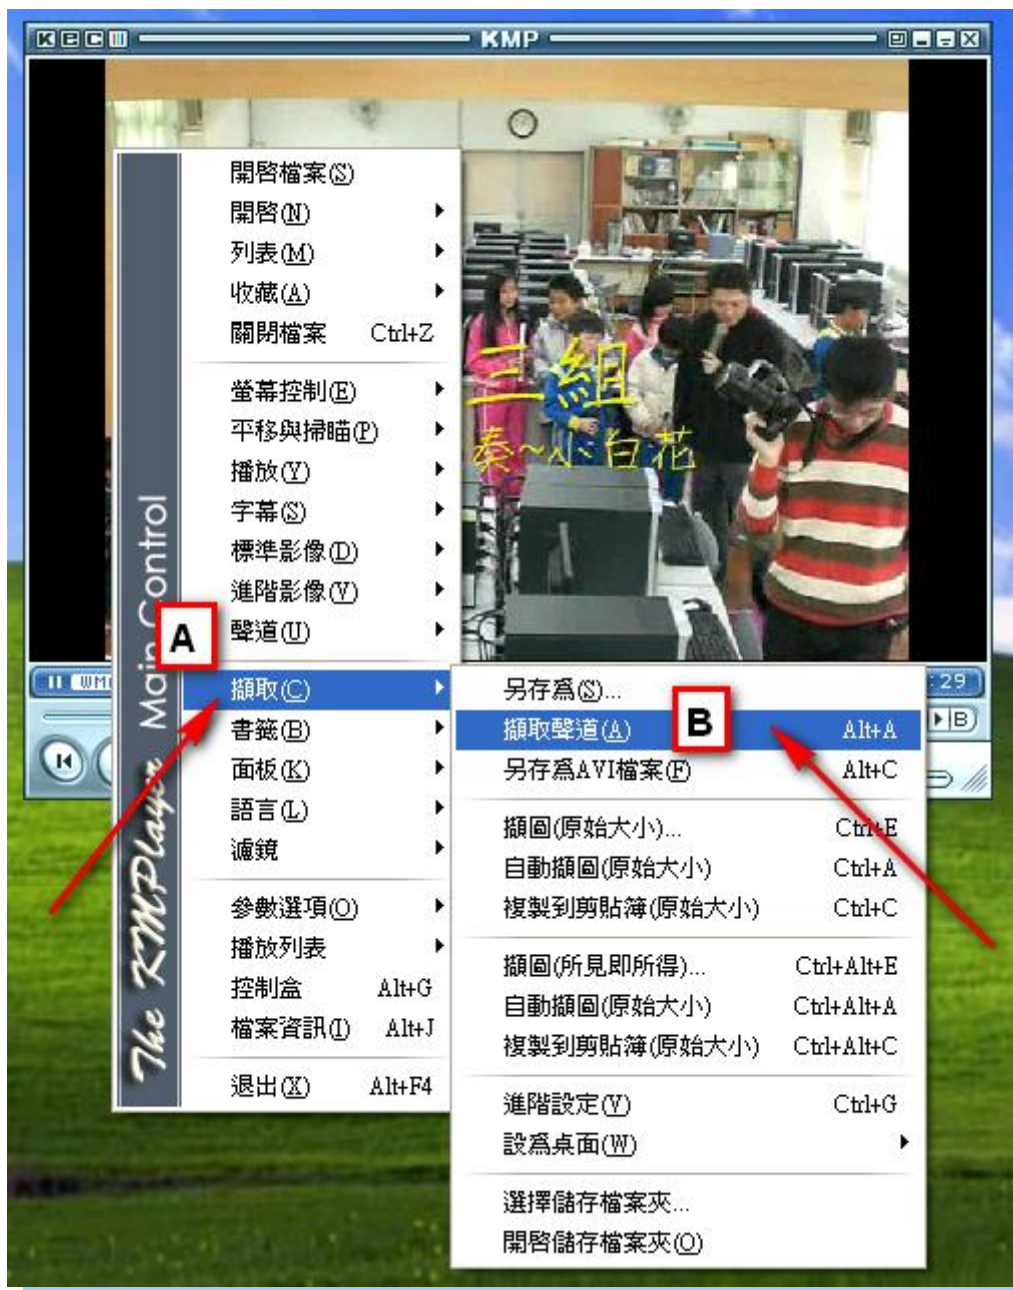 KMP
開啓檔案(S)
開啓(N)
列表(M)
收藏(A)
關閉檔案 Ctrl+Z
螢幕控制(E)
平移與掃瞄(P)
播放(Y)
字幕(S)
標準影像(D)
進階影像(V)
聲道(U)
擷取(C)
書籤(B)
面板(K)
語言(L)
濾鏡
參數選項(O)
播放列表
控制盒 Alt+G
檔案資訊(I) Alt+J
退出(X) Alt+F4
The KMPlayer Main Control
A
三組
奏~小白花
WM
:29
B
另存爲(S)...
擷取聲道(A) Alt+A
B
另存爲AVI檔案(F) Alt+C
擷圖(原始大小)... Ctrl+E
自動擷圖(原始大小) Ctrl+A
複製到剪貼簿(原始大小) Ctrl+C
擷圖(所見即所得)... Ctrl+Alt+E
自動擷圖(原始大小) Ctrl+Alt+A
複製到剪貼簿(原始大小) Ctrl+Alt+C
進階設定(V) Ctrl+G
設爲桌面(W)
選擇儲存檔案夾...
開啓儲存檔案夾(O)